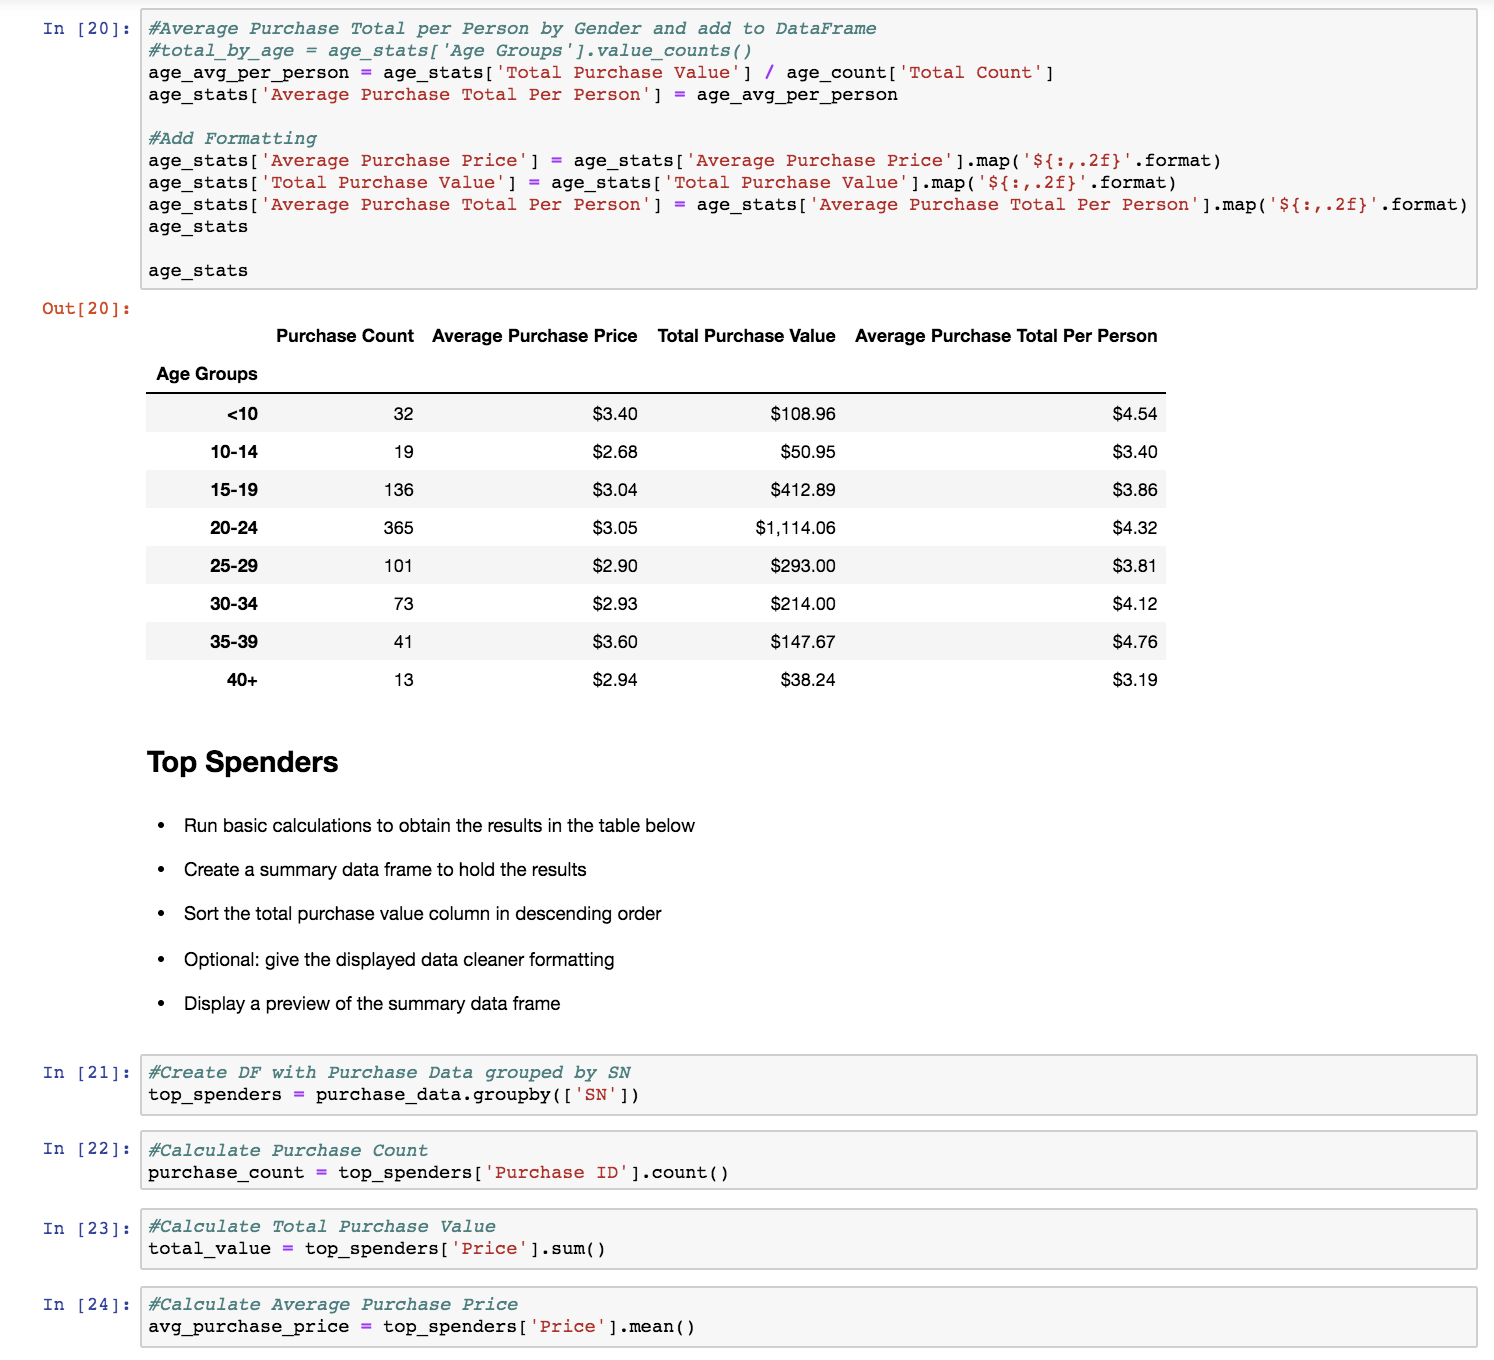 In [20]:
#Average Purchase Total per Person by Gender and add to DataFrame
#total_by_age = age_stats['Age Groups'].value_counts()
age_avg_per_person = age_stats['Total Purchase Value'] / age_count['Total Count']
age_stats['Average Purchase Total Per Person'] = age_avg_per_person
#Add Formatting
age_stats['Average Purchase Price'] = age_stats['Average Purchase Price'].map('${:,.2f}'.format)
age_stats['Total Purchase Value'] = age_stats['Total Purchase Value'].map('${:,.2f}'.format)
age_stats['Average Purchase Total Per Person'] = age_stats['Average Purchase Total Per Person'].map('${:,.2f}'.format)
age_stats
age_stats
Out[20]:
Purchase Count Average Purchase Price Total Purchase Value Average Purchase Total Per Person
Age Groups
<10 32 $3.40 $108.96 $4.54
10-14 19 $2.68 $50.95 $3.40
15-19 136 $3.04 $412.89 $3.86
20-24 365 $3.05 $1,114.06 $4.32
25-29 101 $2.90 $293.00 $3.81
30-34 73 $2.93 $214.00 $4.12
35-39 41 $3.60 $147.67 $4.76
40+ 13 $2.94 $38.24 $3.19
Top Spenders
• Run basic calculations to obtain the results in the table below
• Create a summary data frame to hold the results
• Sort the total purchase value column in descending order
• Optional: give the displayed data cleaner formatting
• Display a preview of the summary data frame
In [21]:
#Create DF with Purchase Data grouped by SN
top_spenders = purchase_data.groupby(['SN'])
In [22]:
#Calculate Purchase Count
purchase_count = top_spenders['Purchase ID'].count()
In [23]:
#Calculate Total Purchase Value
total_value = top_spenders['Price'].sum()
In [24]:
#Calculate Average Purchase Price
avg_purchase_price = top_spenders['Price'].mean()